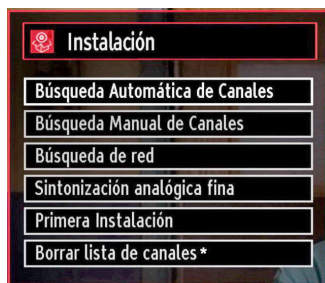 Instalación
Búsqueda Automática de Canales
Búsqueda Manual de Canales
Búsqueda de red
Sintonización analógica fina
Primera Instalación
Borrar lista de canales*